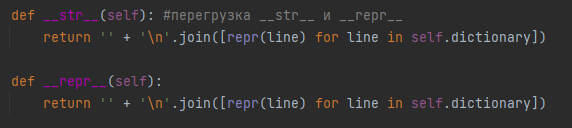 def __str__(self): #перегрузка __str__ и __repr__
    return '' + '\n'.join([repr(line) for line in self.dictionary])

def __repr__(self):
    return '' + '\n'.join([repr(line) for line in self.dictionary])